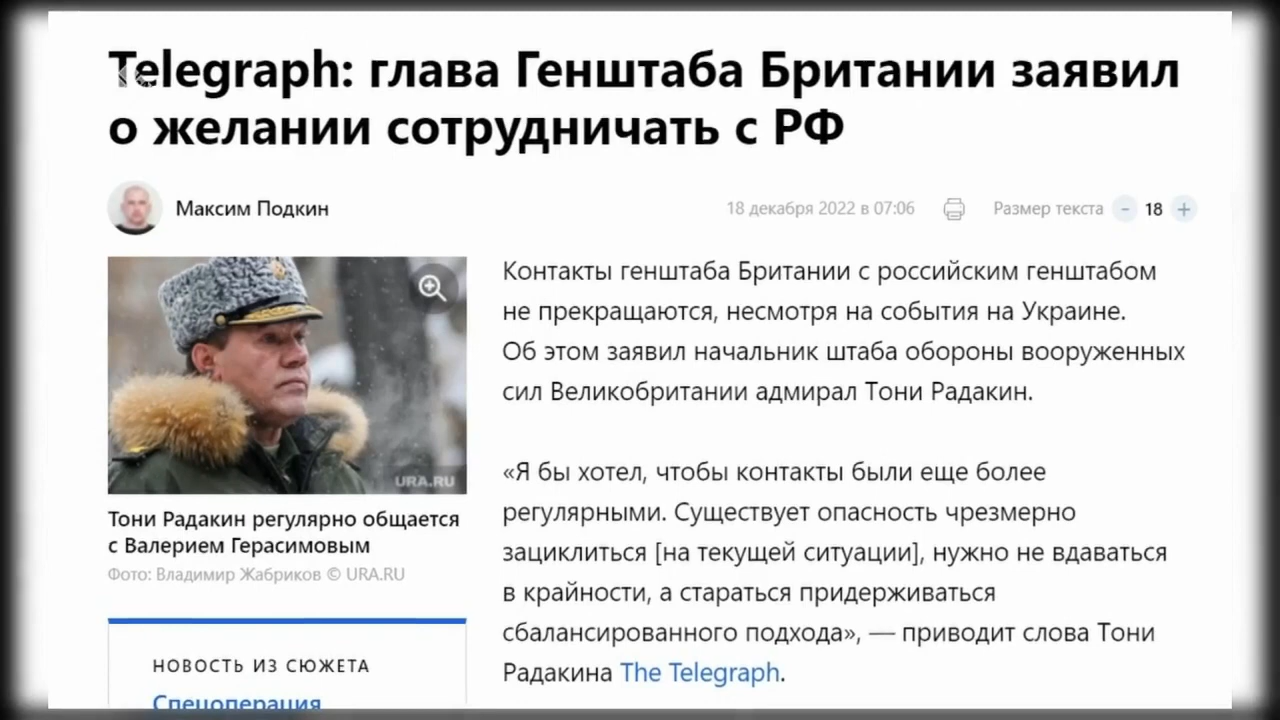 Telegraph: глава Генштаба Британии заявил
о желании сотрудничать с РФ
Максим Подкин
18 декабря 2022 в 07:06
Размер текста - 18 +
URA.RU
Тони Радакин регулярно общается
с Валерием Герасимовым
Фото: Владимир Жабриков © URA.RU
НОВОСТЬ ИЗ СЮЖЕТА
Спецоперация
Контакты генштаба Британии с российским генштабом
не прекращаются, несмотря на события на Украине.
Об этом заявил начальник штаба обороны вооруженных
сил Великобритании адмирал Тони Радакин.
«Я бы хотел, чтобы контакты были еще более
регулярными. Существует опасность чрезмерно
зациклиться [на текущей ситуации], нужно не вдаваться
в крайности, а стараться придерживаться
сбалансированного подхода», — приводит слова Тони
Радакина The Telegraph.